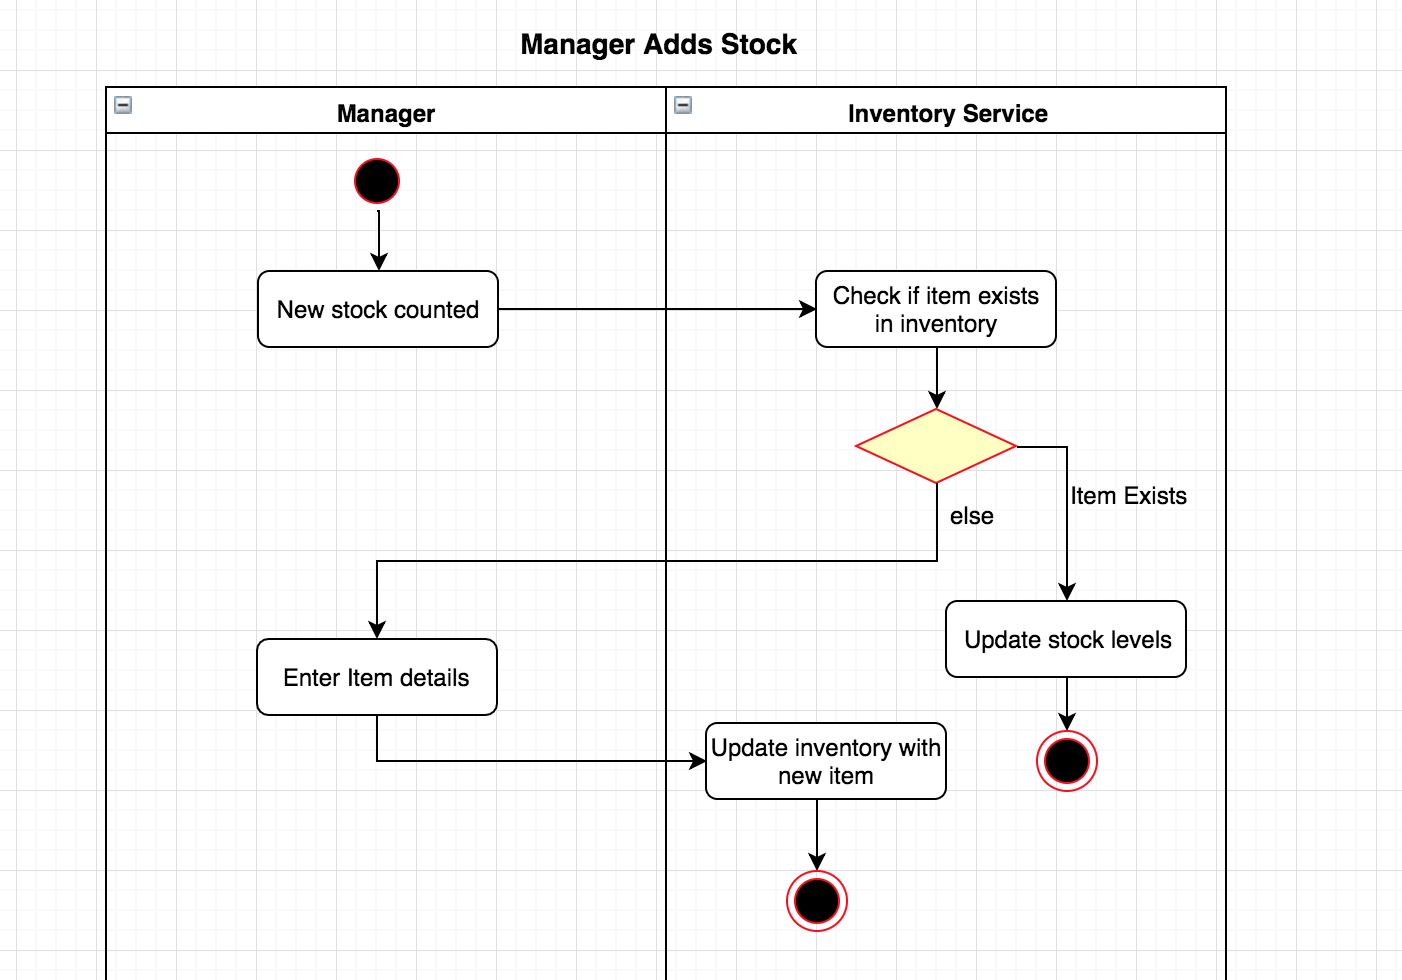 Manager Adds Stock
Manager
Inventory Service
New stock counted
Check if item exists
in inventory
Item Exists
else
Update stock levels
Enter Item details
Update inventory with
new item